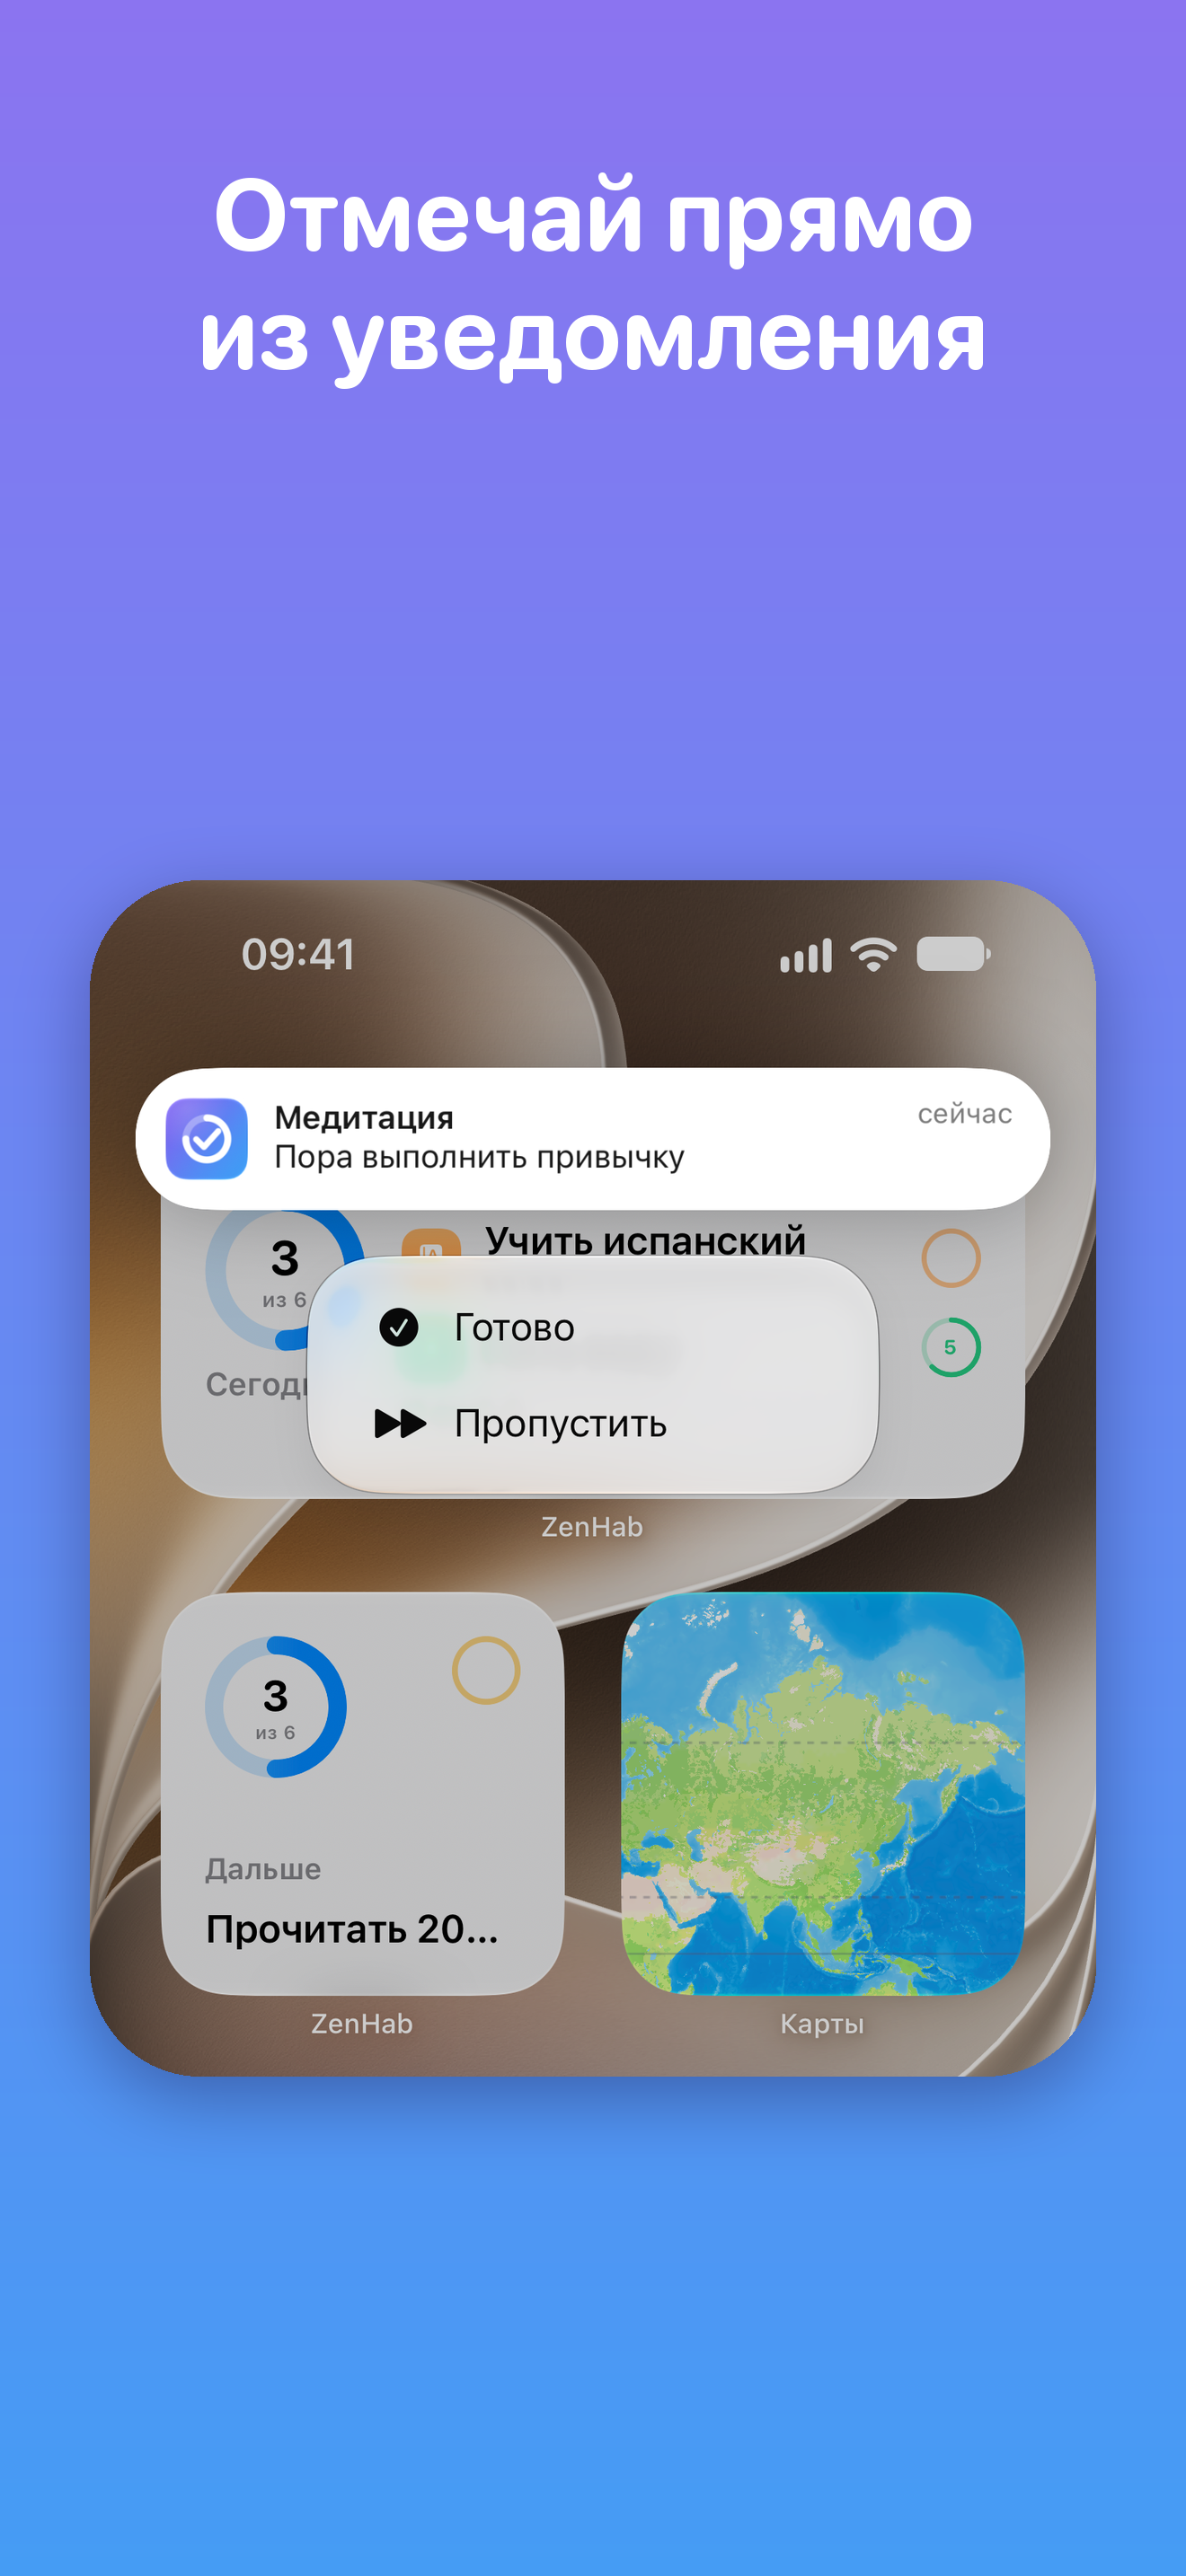 Отмечай прямо
из уведомления
09:41
Медитация
сейчас
Пора выполнить привычку
Учить испанский
3
из 6
5
Готово
Пропустить
ZenHab
3
из 6
Дальше
Прочитать 20...
ZenHab
Карты